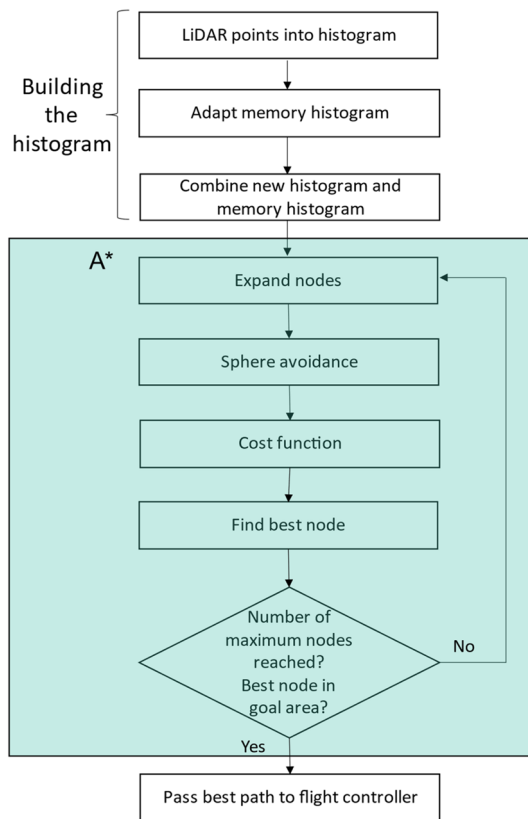 LiDAR points into histogram
Building
the
histogram
Adapt memory histogram
Combine new histogram and
memory histogram
A*
Expand nodes
Sphere avoidance
Cost function
Find best node
Number of
maximum nodes
reached?
Best node in
goal area?
No
Yes
Pass best path to flight controller